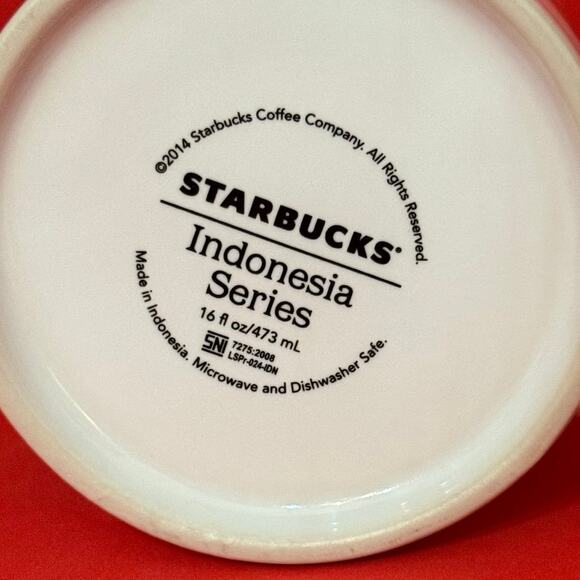 ©2014 Starbucks Coffee Company. All Rights Reserved.
STARBUCKS®
Indonesia
Series
16 fl oz/473 mL
SNI 7275:2008
LSPr-024-IDN
Made in Indonesia. Microwave and Dishwasher Safe.